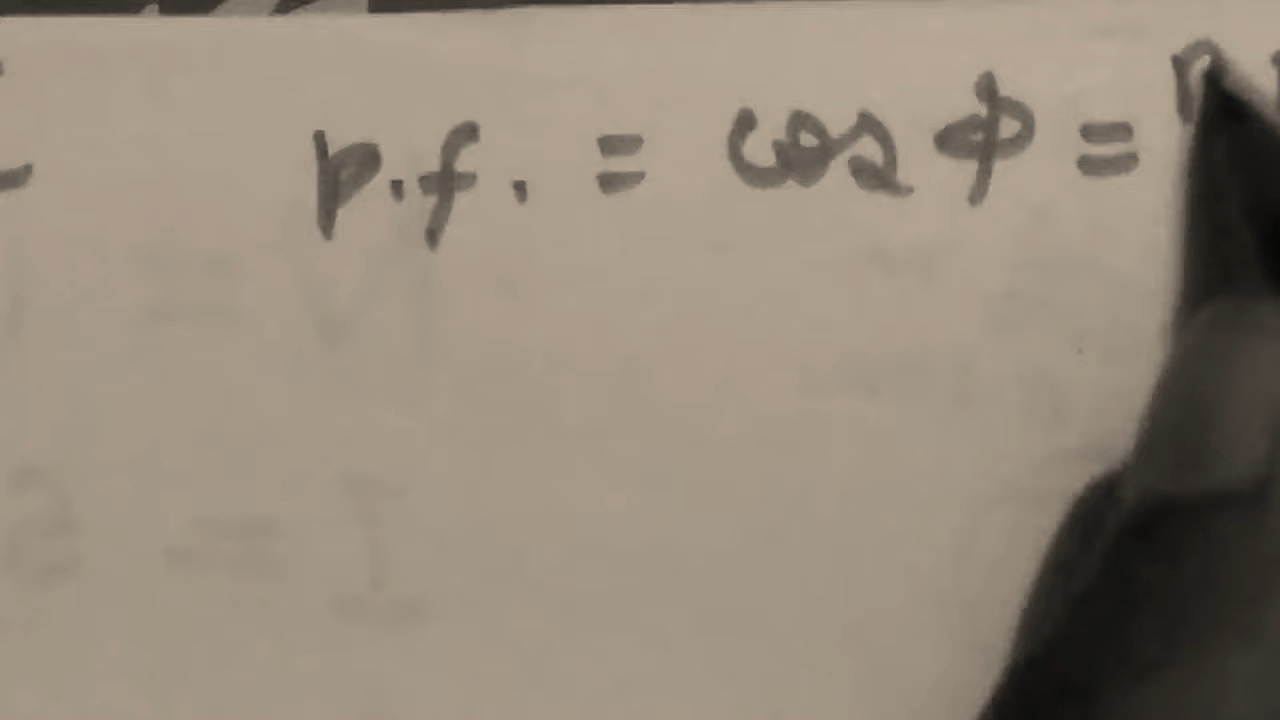 p.f. = cos ϕ =